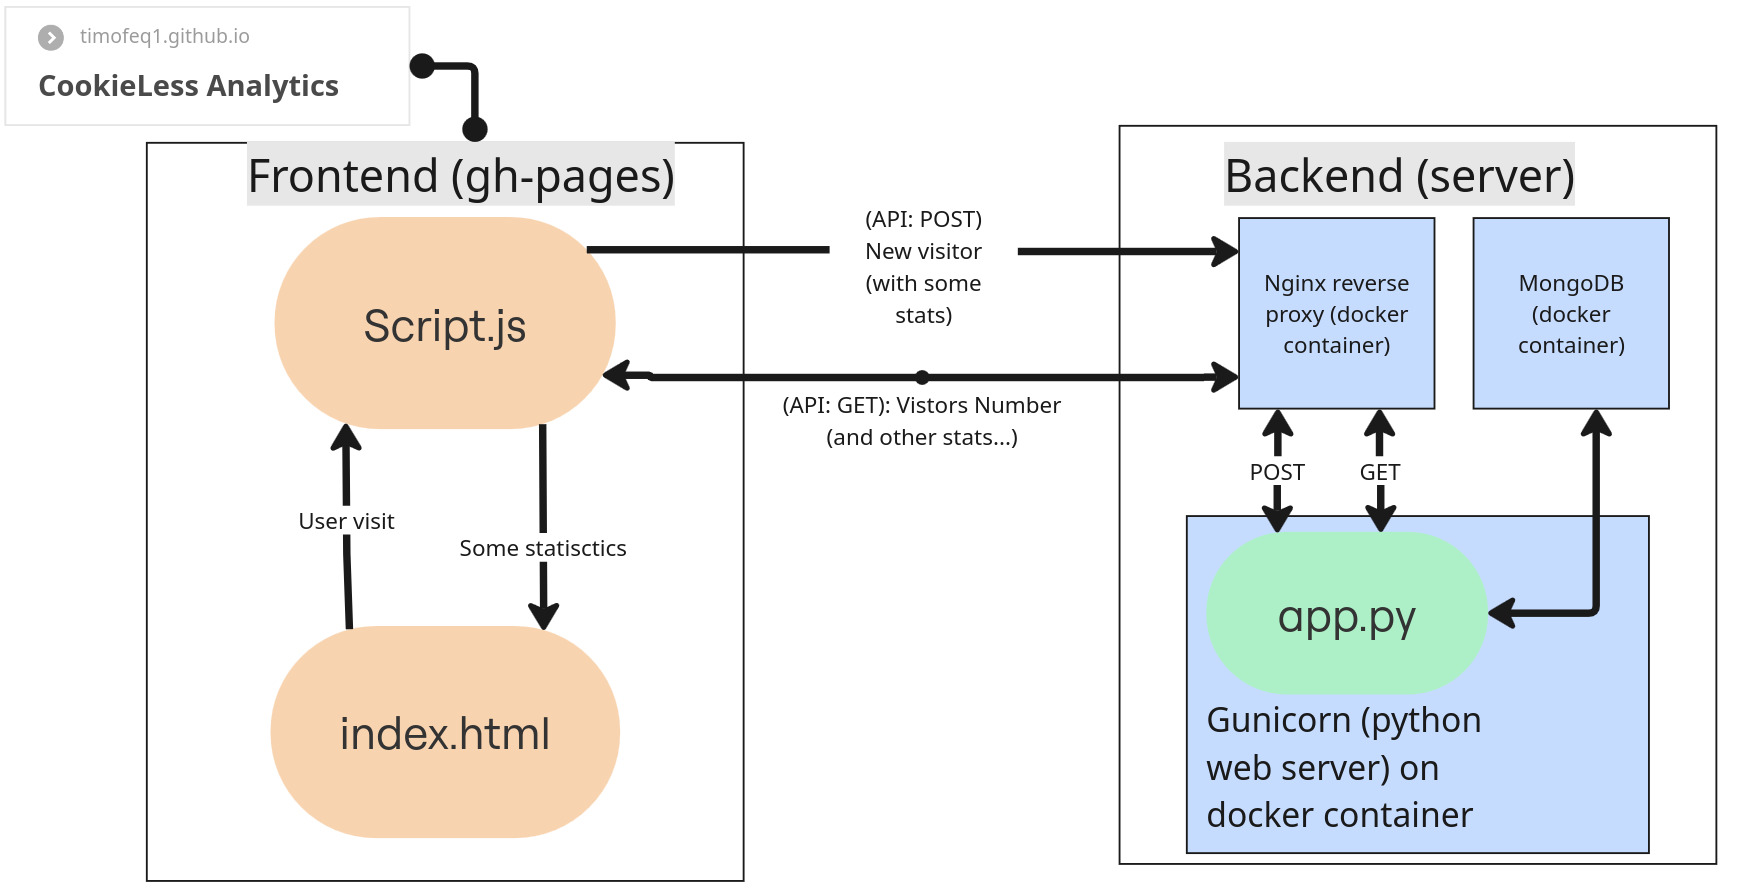 timofeq1.github.io
CookieLess Analytics
Frontend (gh-pages)
Script.js
User visit
Some statisctics
index.html
(API: POST)
New visitor
(with some
stats)
(API: GET): Vistors Number
(and other stats...)
Backend (server)
Nginx reverse
proxy (docker
container)
MongoDB
(docker
container)
POST
GET
app.py
Gunicorn (python
web server) on
docker container